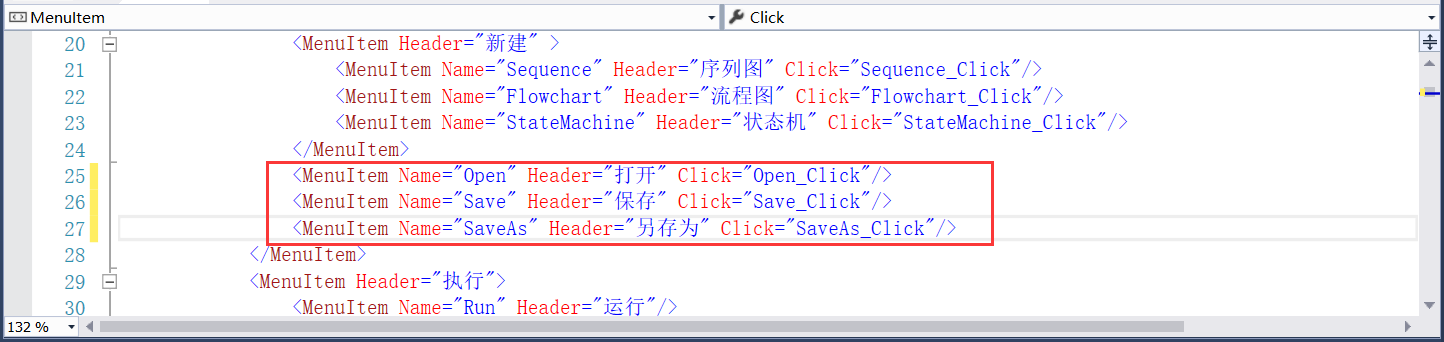 MenuItem Click
20 <MenuItem Header="新建" >
21 <MenuItem Name="Sequence" Header="序列图" Click="Sequence_Click"/>
22 <MenuItem Name="Flowchart" Header="流程图" Click="Flowchart_Click"/>
23 <MenuItem Name="StateMachine" Header="状态机" Click="StateMachine_Click"/>
24 </MenuItem>
25 <MenuItem Name="Open" Header="打开" Click="Open_Click"/>
26 <MenuItem Name="Save" Header="保存" Click="Save_Click"/>
27 <MenuItem Name="SaveAs" Header="另存为" Click="SaveAs_Click"/>
28 </MenuItem>
29 <MenuItem Header="执行">
30 <MenuItem Name="Run" Header="运行"/>
132 %